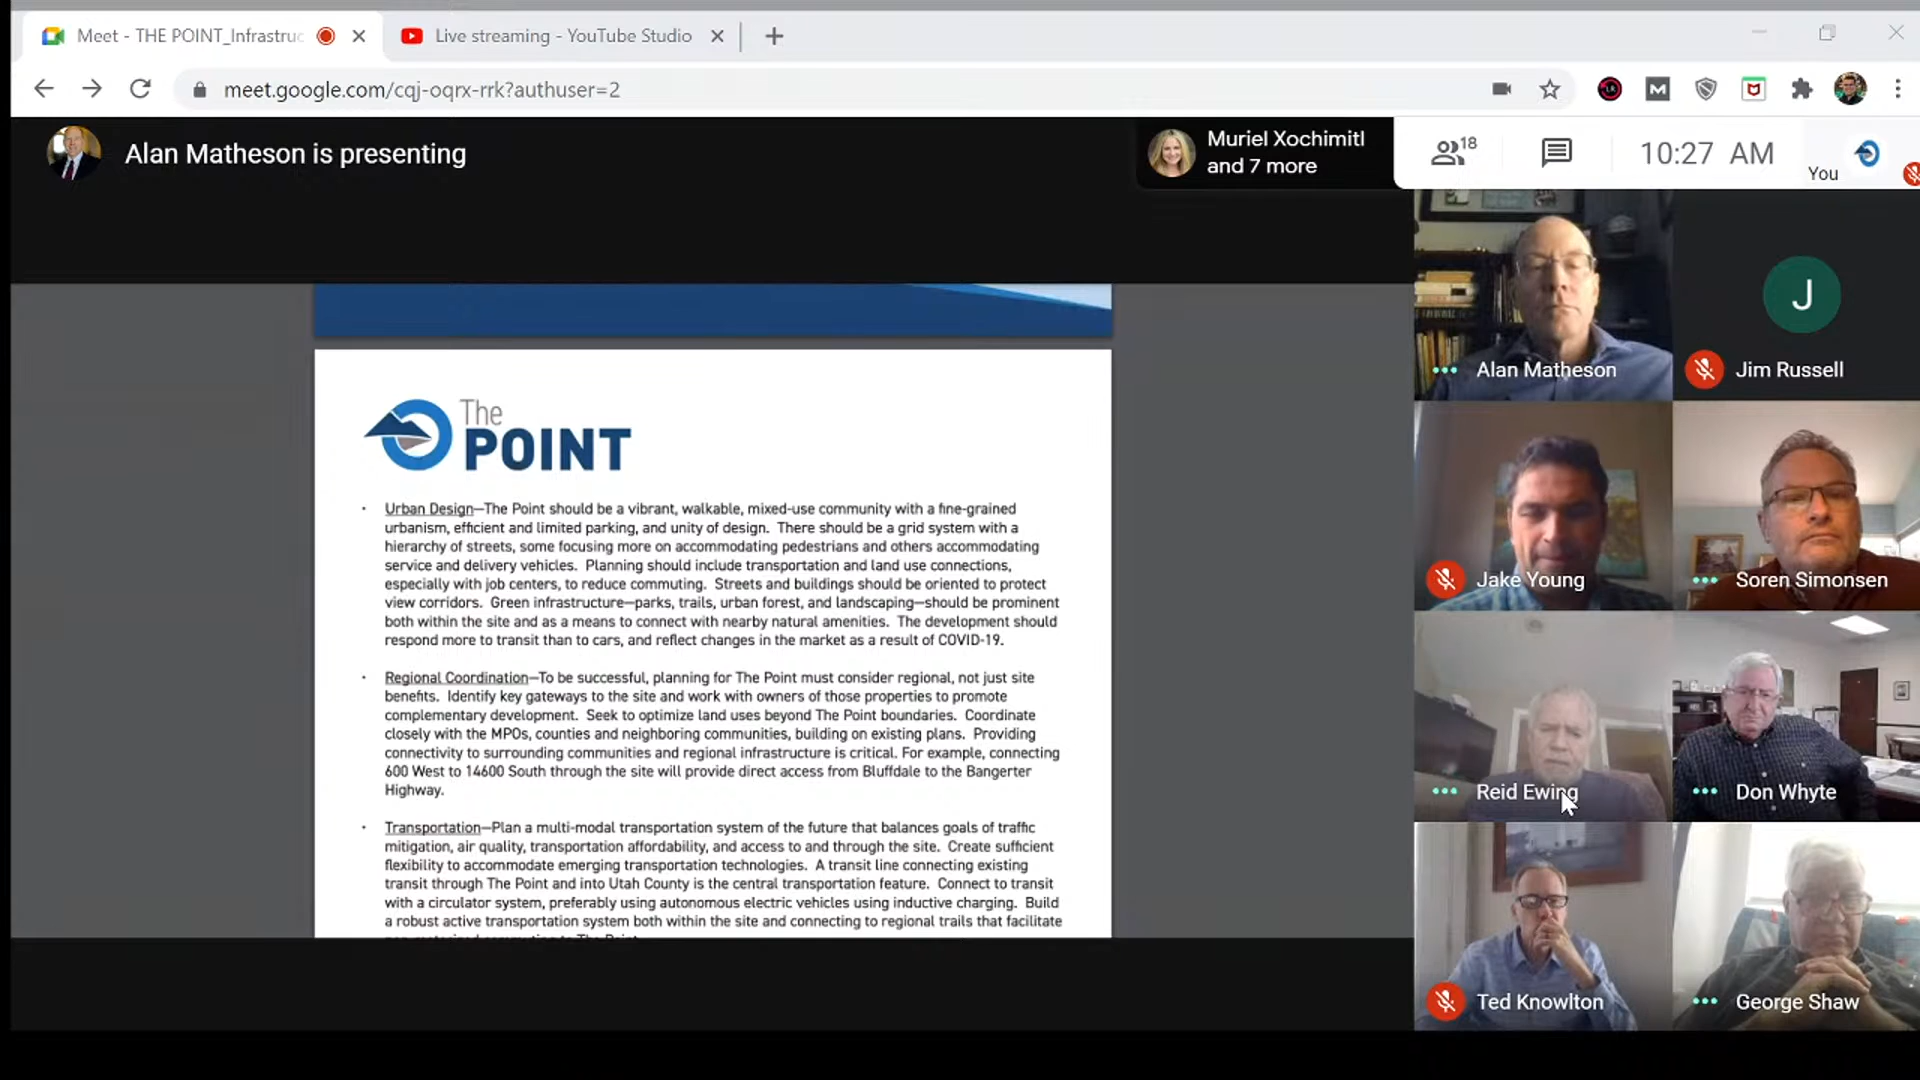 Meet - THE POINT_Infrastruc
Live streaming - YouTube Studio
meet.google.com/cqj-oqrx-rrk?authuser=2
Alan Matheson is presenting
Muriel Xochimitl
and 7 more
18
10:27 AM
You
The
POINT
Urban Design—The Point should be a vibrant, walkable, mixed-use community with a fine-grained
urbanism, efficient and limited parking, and unity of design. There should be a grid system with a
hierarchy of streets, some focusing more on accommodating pedestrians and others accommodating
service and delivery vehicles. Planning should include transportation and land use connections,
especially with job centers, to reduce commuting. Streets and buildings should be oriented to protect
view corridors. Green infrastructure—parks, trails, urban forest, and landscaping—should be prominent
both within the site and as a means to connect with nearby natural amenities. The development should
respond more to transit than to cars, and reflect changes in the market as a result of COVID-19.
Regional Coordination—To be successful, planning for The Point must consider regional, not just site
benefits. Identify key gateways to the site and work with owners of those properties to promote
complementary development. Seek to optimize land uses beyond The Point boundaries. Coordinate
closely with the MPOs, counties and neighboring communities, building on existing plans. Providing
connectivity to surrounding communities and regional infrastructure is critical. For example, connecting
600 West to 14600 South through the site will provide direct access from Bluffdale to the Bangerter
Highway.
Transportation—Plan a multi-modal transportation system of the future that balances goals of traffic
mitigation, air quality, transportation affordability, and access to and through the site. Create sufficient
flexibility to accommodate emerging transportation technologies. A transit line connecting existing
transit through The Point and into Utah County is the central transportation feature. Connect to transit
with a circulator system, preferably using autonomous electric vehicles using inductive charging. Build
a robust active transportation system both within the site and connecting to regional trails that facilitate
Alan Matheson
J
Jim Russell
Jake Young
Soren Simonsen
Reid Ewing
Don Whyte
Ted Knowlton
George Shaw